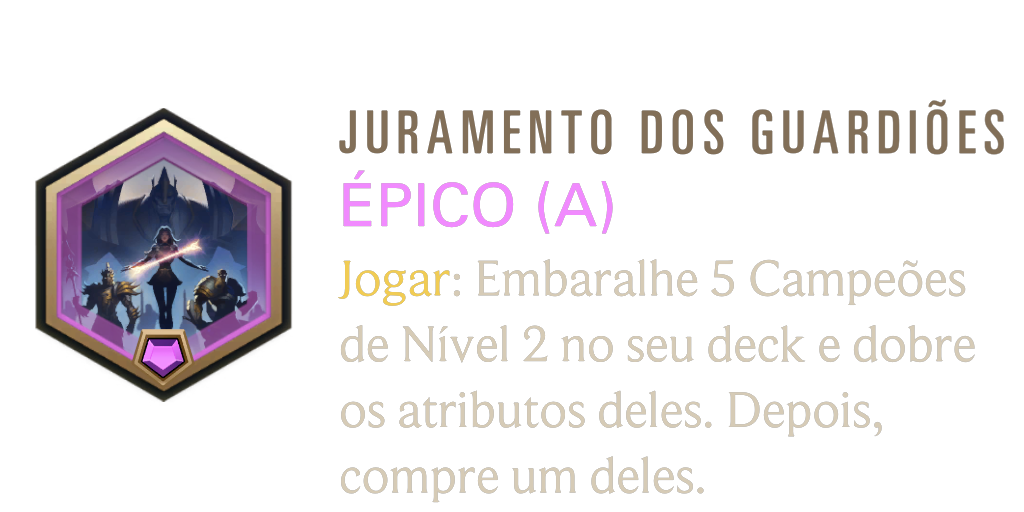 JURAMENTO DOS GUARDIÕES
ÉPICO (A)
Jogar: Embaralhe 5 Campeões
de Nível 2 no seu deck e dobre
os atributos deles. Depois,
compre um deles.